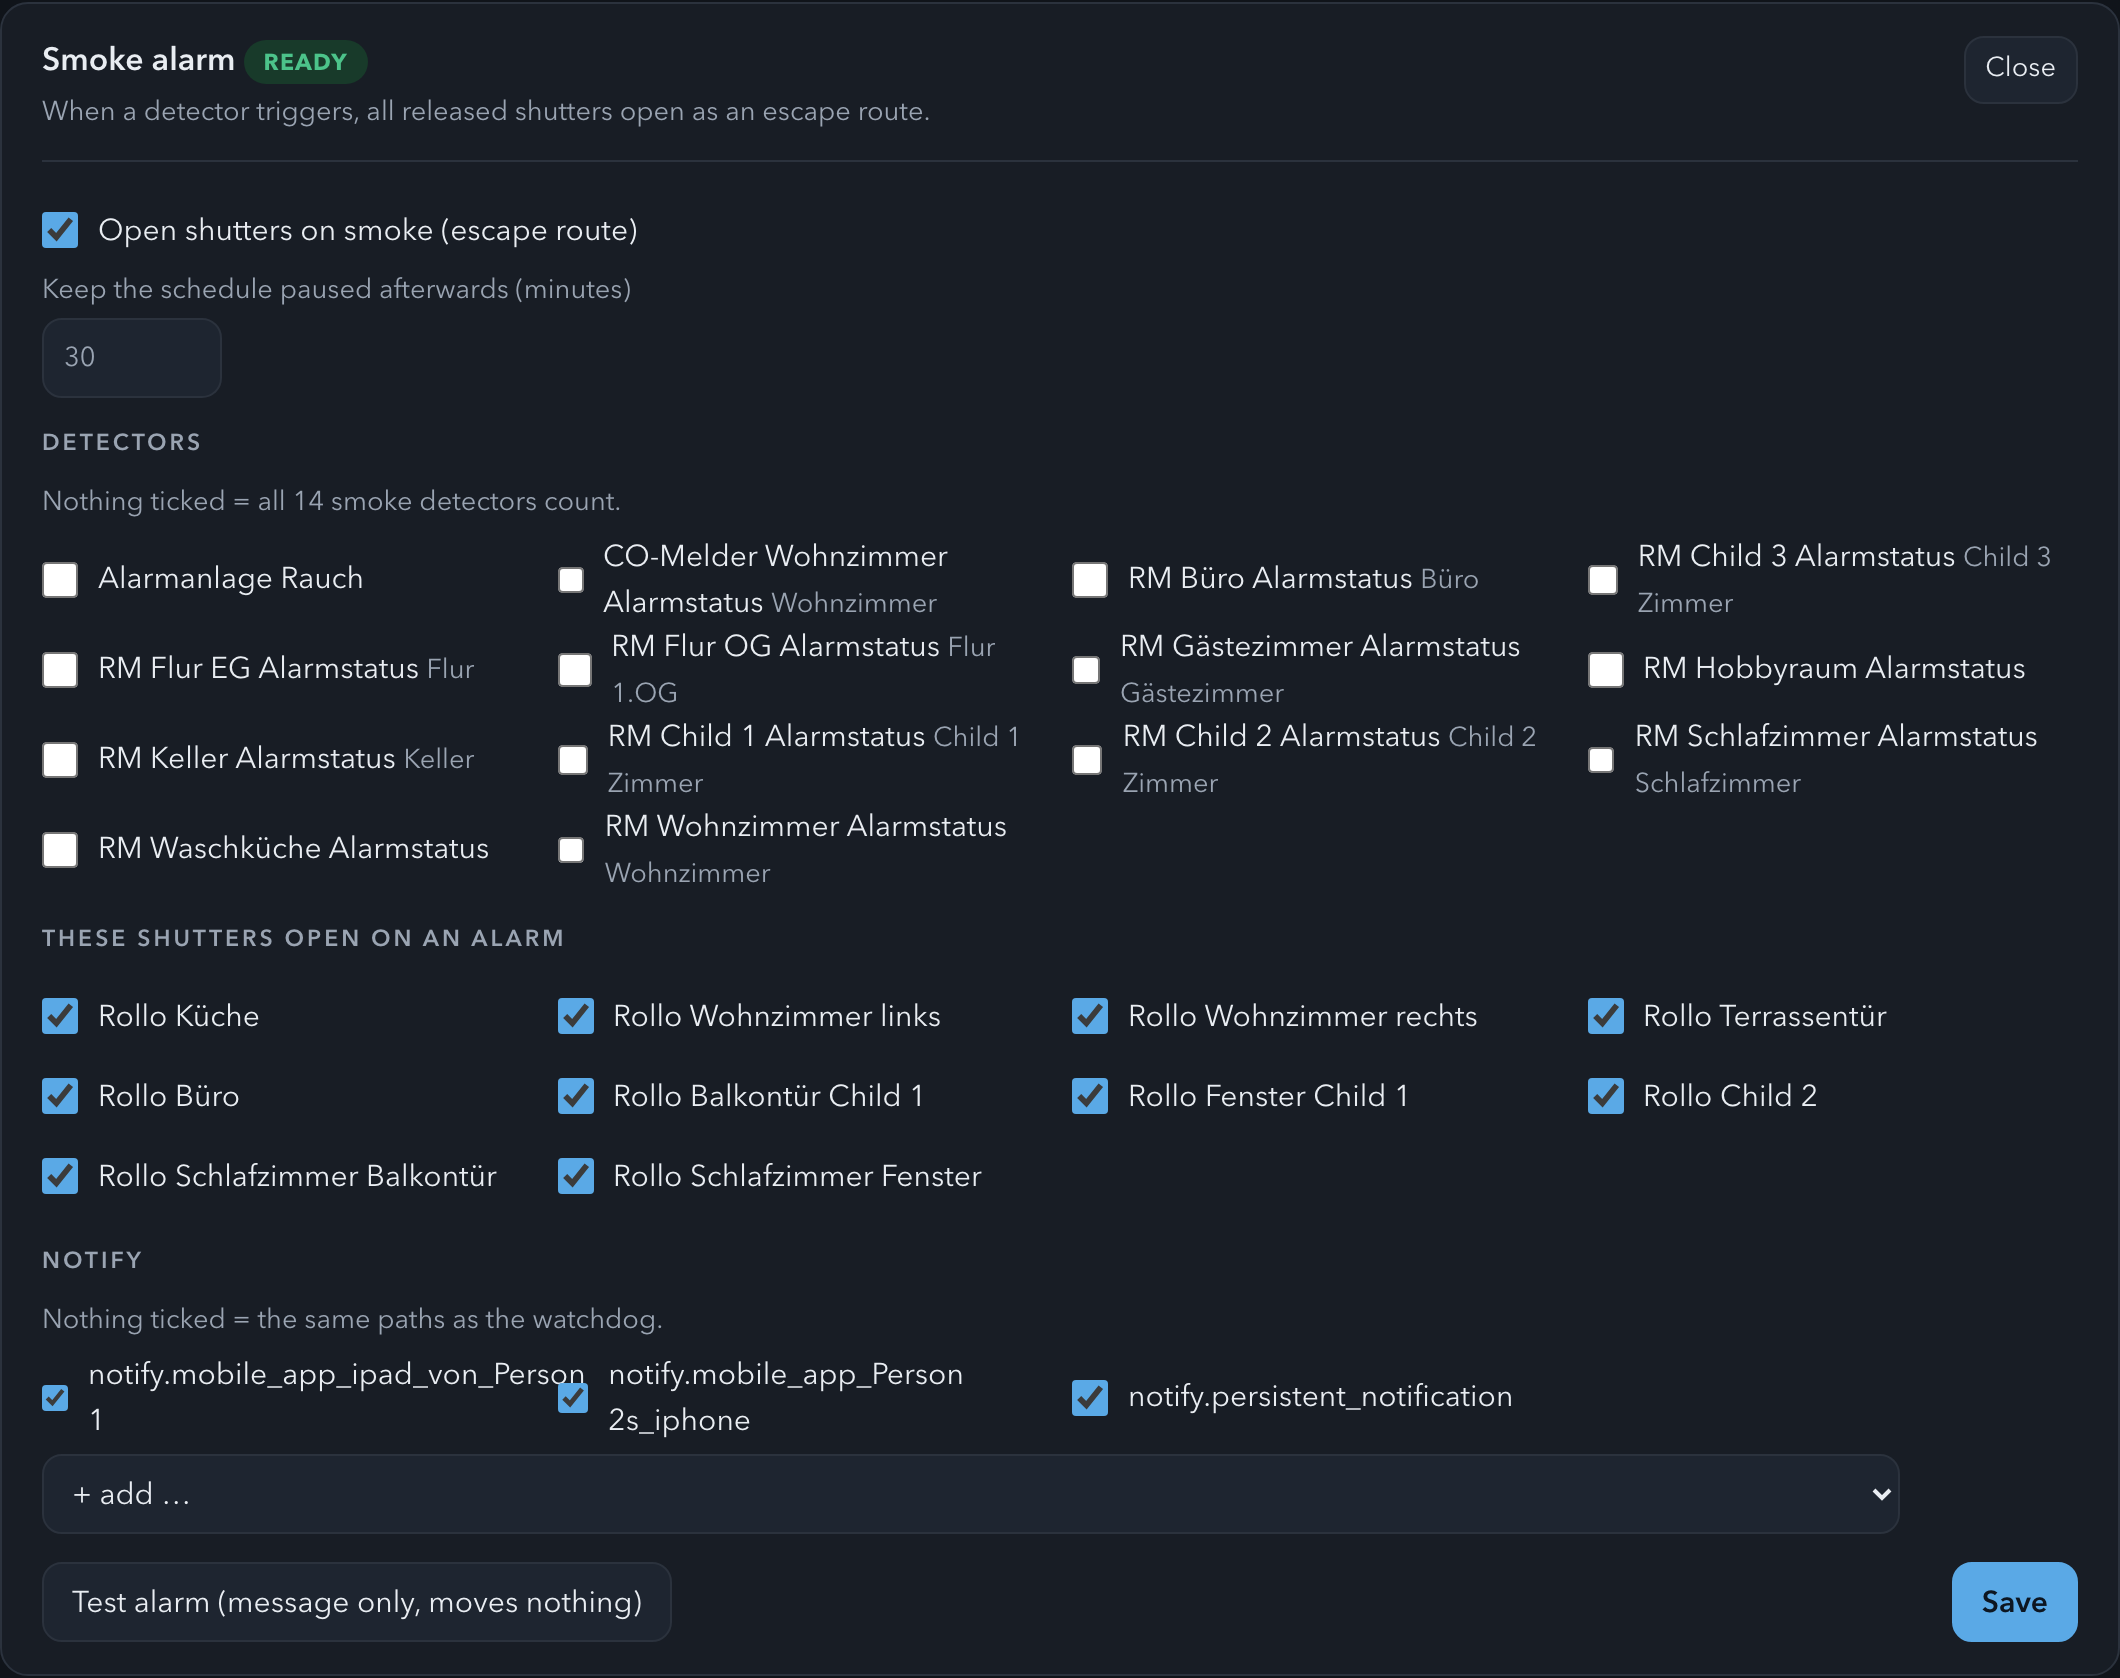 Smoke alarm READY
Close
When a detector triggers, all released shutters open as an escape route.
Open shutters on smoke (escape route)
Keep the schedule paused afterwards (minutes)
30
DETECTORS
Nothing ticked = all 14 smoke detectors count.
Alarmanlage Rauch
CO-Melder Wohnzimmer
Alarmstatus Wohnzimmer
RM Büro Alarmstatus Büro
RM Child 3 Alarmstatus Child 3
Zimmer
RM Flur EG Alarmstatus Flur
RM Flur OG Alarmstatus Flur
1.OG
RM Gästezimmer Alarmstatus
Gästezimmer
RM Hobbyraum Alarmstatus
RM Keller Alarmstatus Keller
RM Child 1 Alarmstatus Child 1
Zimmer
RM Child 2 Alarmstatus Child 2
Zimmer
RM Schlafzimmer Alarmstatus
Schlafzimmer
RM Waschküche Alarmstatus
RM Wohnzimmer Alarmstatus
Wohnzimmer
THESE SHUTTERS OPEN ON AN ALARM
Rollo Küche
Rollo Wohnzimmer links
Rollo Wohnzimmer rechts
Rollo Terrassentür
Rollo Büro
Rollo Balkontür Child 1
Rollo Fenster Child 1
Rollo Child 2
Rollo Schlafzimmer Balkontür
Rollo Schlafzimmer Fenster
NOTIFY
Nothing ticked = the same paths as the watchdog.
notify.mobile_app_ipad_von_Person
1
notify.mobile_app_Person
2s_iphone
notify.persistent_notification
+ add …
Test alarm (message only, moves nothing)
Save